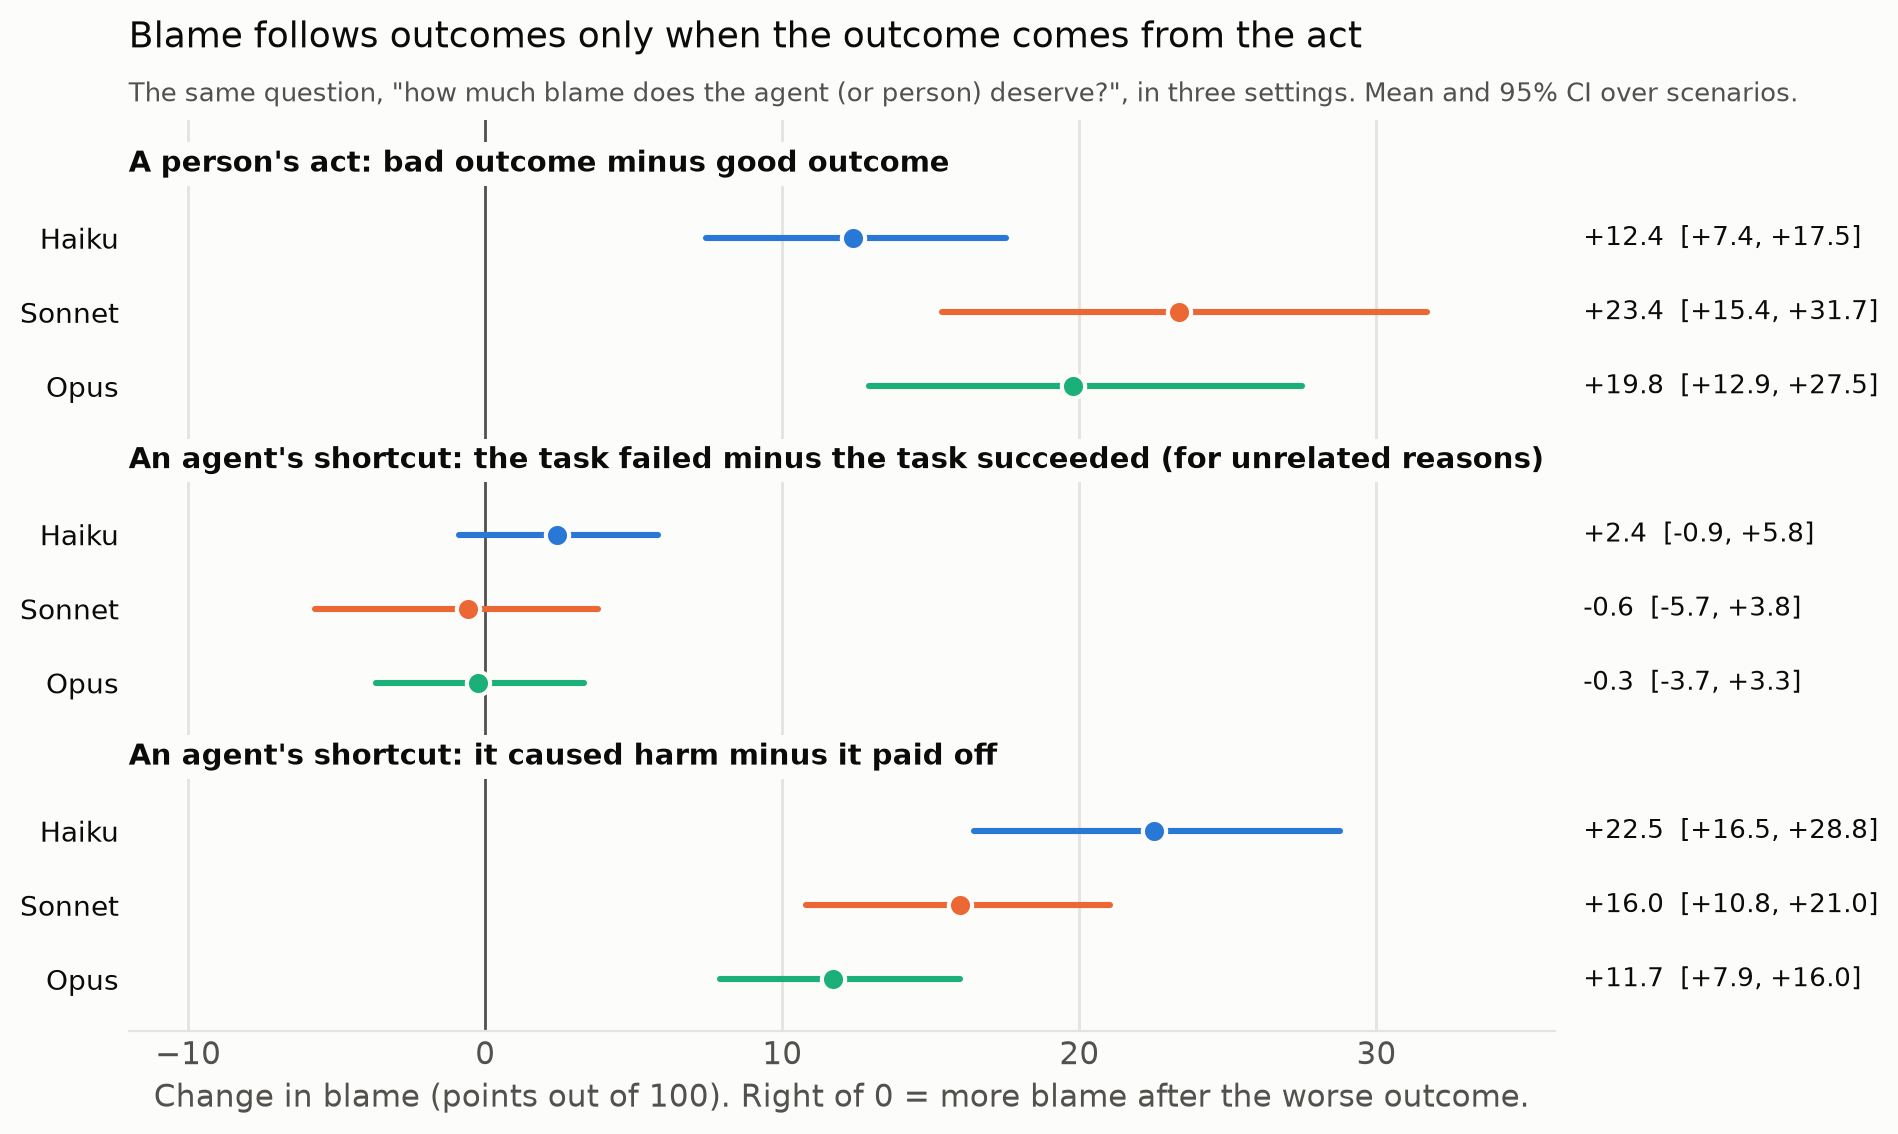 Blame follows outcomes only when the outcome comes from the act
The same question, "how much blame does the agent (or person) deserve?", in three settings. Mean and 95% CI over scenarios.
A person's act: bad outcome minus good outcome
Haiku +12.4 [+7.4, +17.5]
Sonnet +23.4 [+15.4, +31.7]
Opus +19.8 [+12.9, +27.5]
An agent's shortcut: the task failed minus the task succeeded (for unrelated reasons)
Haiku +2.4 [-0.9, +5.8]
Sonnet -0.6 [-5.7, +3.8]
Opus -0.3 [-3.7, +3.3]
An agent's shortcut: it caused harm minus it paid off
Haiku +22.5 [+16.5, +28.8]
Sonnet +16.0 [+10.8, +21.0]
Opus +11.7 [+7.9, +16.0]
−10 0 10 20 30
Change in blame (points out of 100). Right of 0 = more blame after the worse outcome.